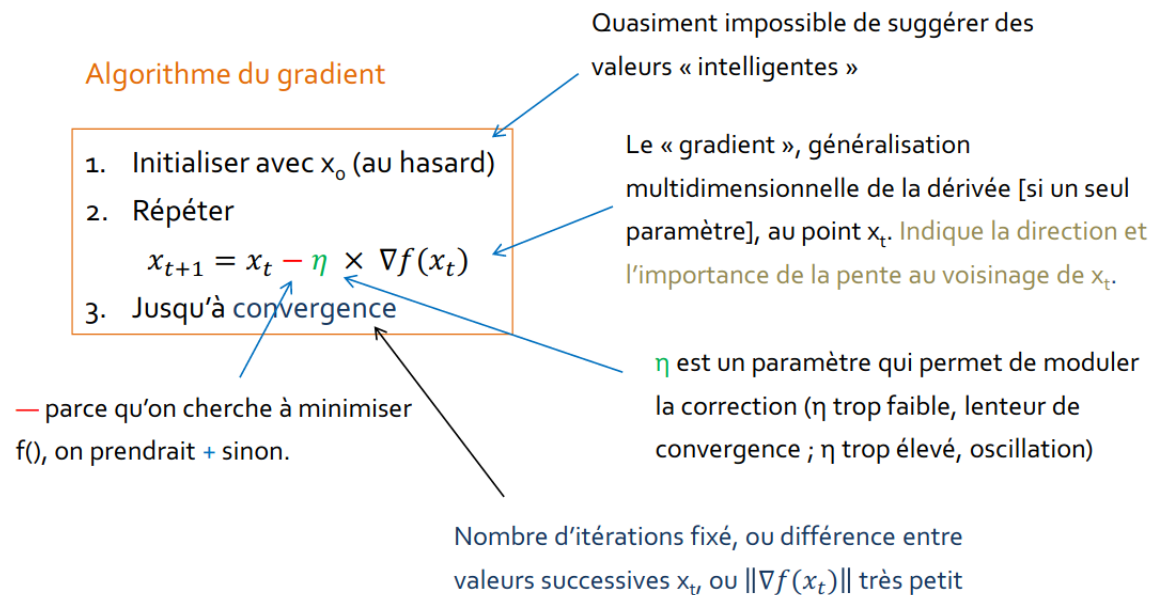 Quasiment impossible de suggérer des
valeurs « intelligentes »
Algorithme du gradient
1. Initialiser avec x₀ (au hasard)
2. Répéter
xₜ₊₁ = xₜ − η × ∇f(xₜ)
3. Jusqu’à convergence
Le « gradient », généralisation
multidimensionnelle de la dérivée [si un seul
paramètre], au point xₜ. Indique la direction et
l’importance de la pente au voisinage de xₜ.
— parce qu’on cherche à minimiser
f(), on prendrait + sinon.
η est un paramètre qui permet de moduler
la correction (η trop faible, lenteur de
convergence ; η trop élevé, oscillation)
Nombre d’itérations fixé, ou différence entre
valeurs successives xₜ, ou ‖∇f(xₜ)‖ très petit